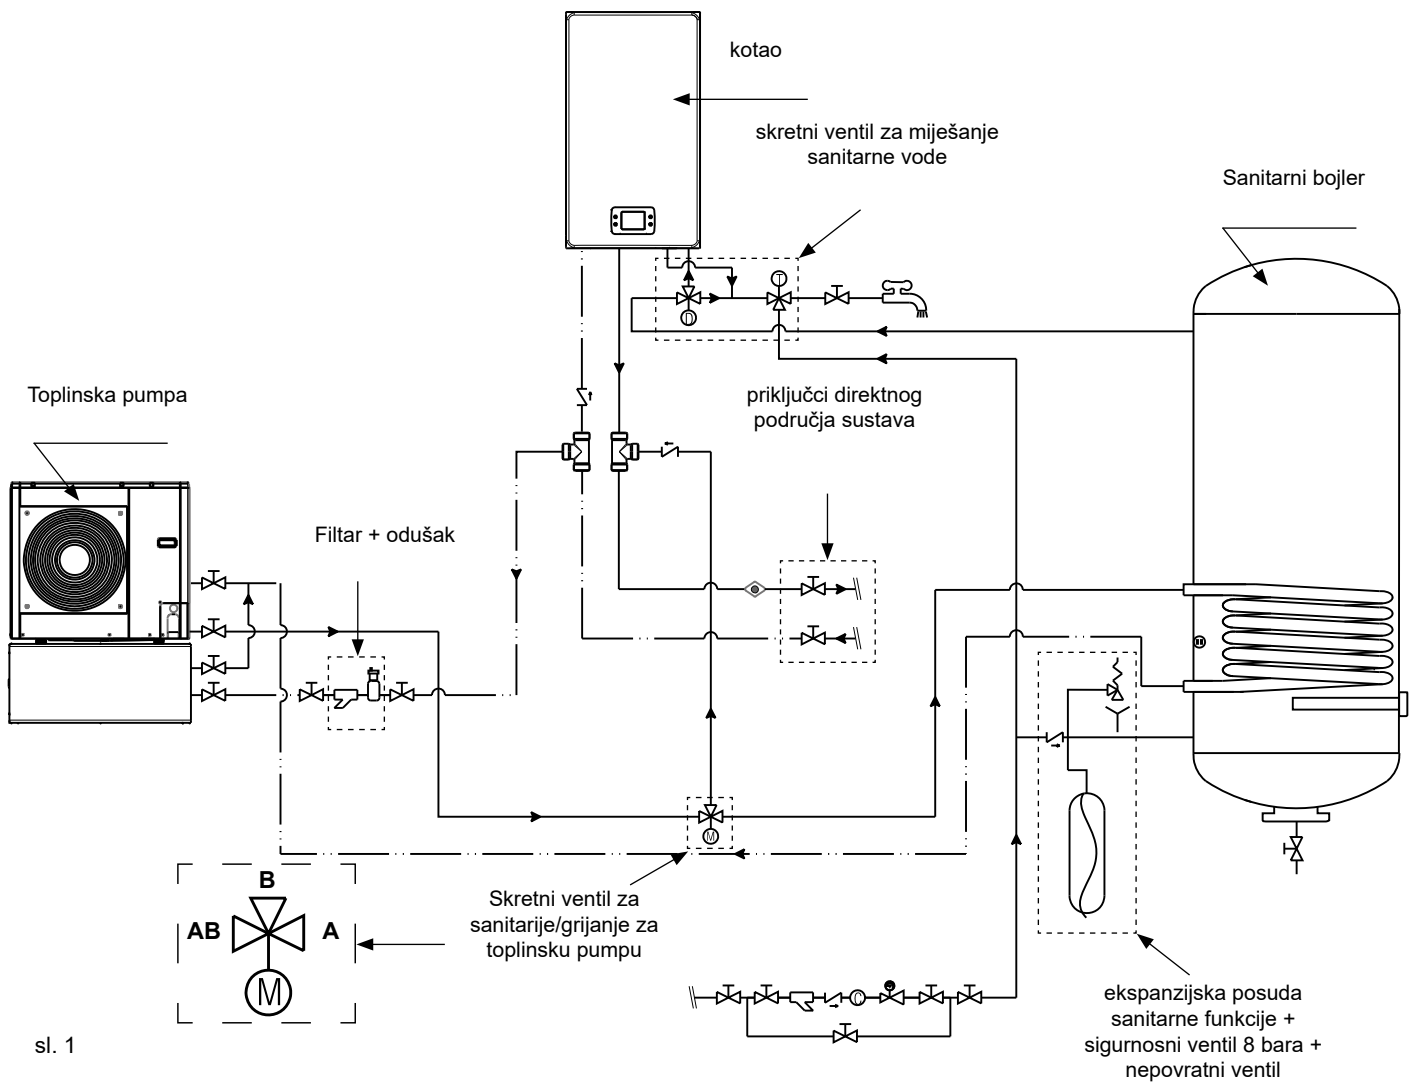 kotao
skretni ventil za miješanje
sanitarne vode
Sanitarni bojler
T
D
Toplinska pumpa
priključci direktnog
područja sustava
Filtar + odušak
M
B
AB
A
M
Skretni ventil za
sanitarije/grijanje za
toplinsku pumpu
C
ekspanzijska posuda
sanitarne funkcije +
sigurnosni ventil 8 bara +
nepovratni ventil
sl. 1